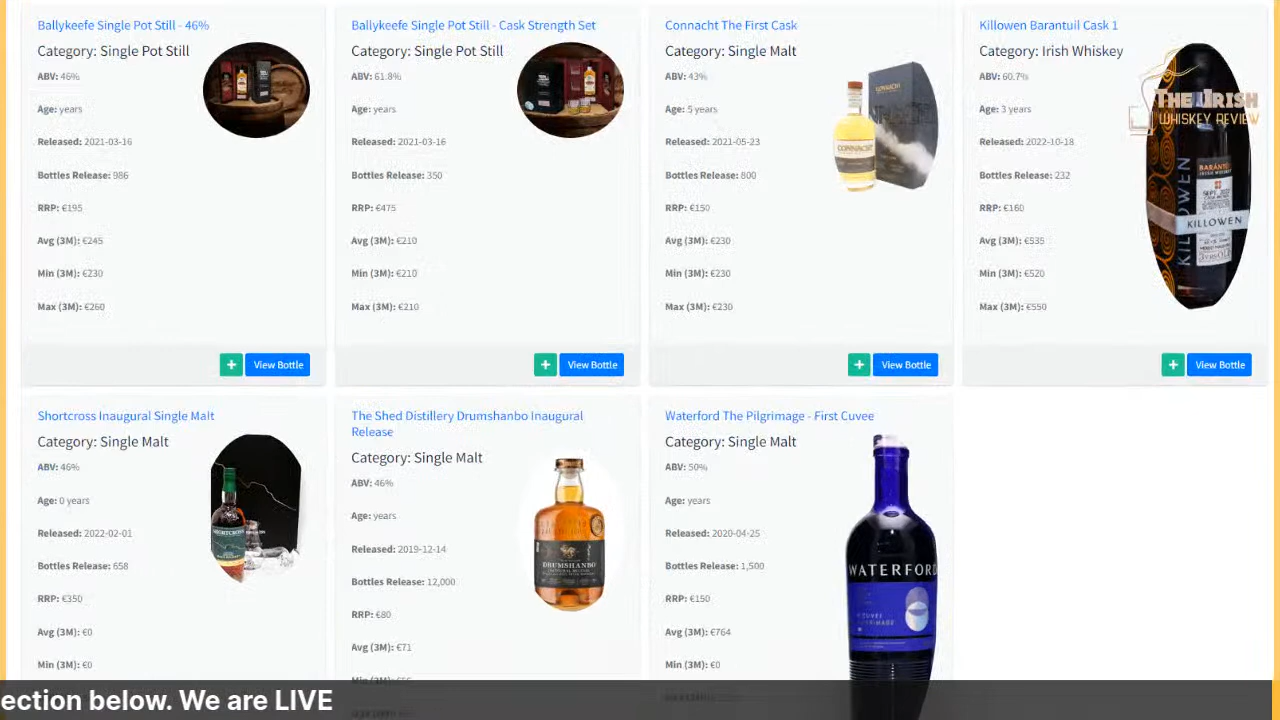 Ballykeefe Single Pot Still - 46%
Category: Single Pot Still
ABV: 46%
Age: years
Released: 2021-03-16
Bottles Release: 986
RRP: €195
Avg (3M): €245
Min (3M): €230
Max (3M): €260
View Bottle
Ballykeefe Single Pot Still - Cask Strength Set
Category: Single Pot Still
ABV: 61.8%
Age: years
Released: 2021-03-16
Bottles Release: 350
RRP: €475
Avg (3M): €210
Min (3M): €210
Max (3M): €210
View Bottle
Connacht The First Cask
Category: Single Malt
ABV: 43%
Age: 5 years
Released: 2021-05-23
Bottles Release: 800
RRP: €150
Avg (3M): €230
Min (3M): €230
Max (3M): €230
CONNACHT
View Bottle
Killowen Barantuil Cask 1
Category: Irish Whiskey
ABV: 60.7%
Age: 3 years
Released: 2022-10-18
Bottles Release: 232
RRP: €160
Avg (3M): €535
Min (3M): €520
Max (3M): €550
THE IRISH
WHISKEY REVIEW
KILLOWEN
KILLOWEN
View Bottle
Shortcross Inaugural Single Malt
Category: Single Malt
ABV: 46%
Age: 0 years
Released: 2022-02-01
Bottles Release: 658
RRP: €350
Avg (3M): €0
Min (3M): €0
The Shed Distillery Drumshanbo Inaugural
Release
Category: Single Malt
ABV: 46%
Age: years
Released: 2019-12-14
Bottles Release: 12,000
RRP: €80
Avg (3M): €71
DRUMSHANBO
Waterford The Pilgrimage - First Cuvee
Category: Single Malt
ABV: 50%
Age: years
Released: 2020-04-25
Bottles Release: 1,500
RRP: €150
Avg (3M): €764
Min (3M): €0
WATERFORD
ection below. We are LIVE